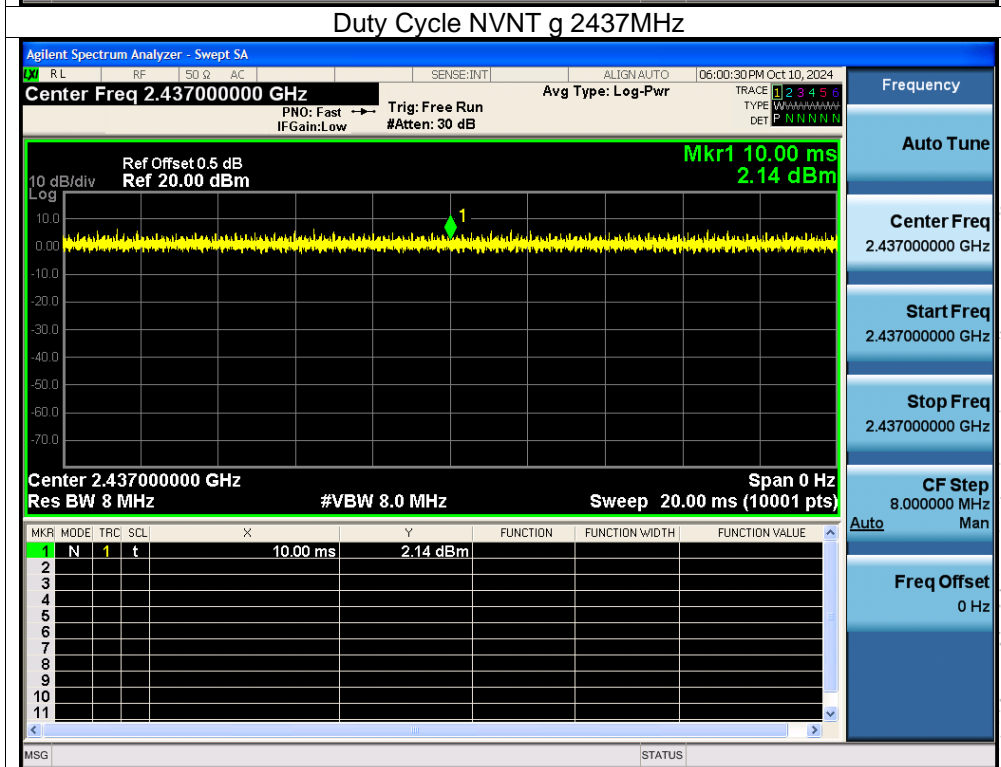 Duty Cycle NVNT g 2437MHz
Agilent Spectrum Analyzer - Swept SA
LXI RL RF 50 Ω AC SENSE:INT ALIGNAUTO 06:00:30 PM Oct 10, 2024
Center Freq 2.437000000 GHz Avg Type: Log-Pwr TRACE 1 2 3 4 5 6
PNO: Fast Trig: Free Run TYPE WWWWWW
IFGain:Low #Atten: 30 dB DET P N N N N N
Frequency
Auto Tune
Center Freq
2.437000000 GHz
Start Freq
2.437000000 GHz
Stop Freq
2.437000000 GHz
CF Step
8.000000 MHz
Auto Man
Freq Offset
0 Hz
Mkr1 10.00 ms
2.14 dBm
Ref Offset 0.5 dB
10 dB/div Ref 20.00 dBm
Log
1
10.0
0.00
-10.0
-20.0
-30.0
-40.0
-50.0
-60.0
-70.0
Center 2.437000000 GHz Span 0 Hz
Res BW 8 MHz #VBW 8.0 MHz Sweep 20.00 ms (10001 pts)
MKR MODE TRC SCL X Y FUNCTION FUNCTION WIDTH FUNCTION VALUE
1 N 1 t 10.00 ms 2.14 dBm
2
3
4
5
6
7
8
9
10
11
MSG STATUS